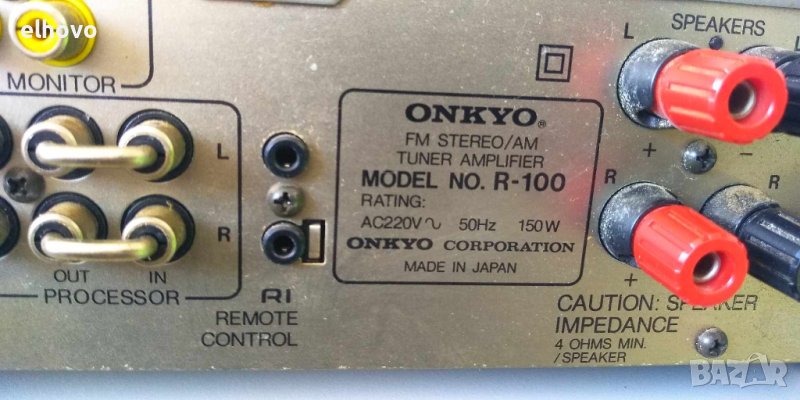 elhovo
MONITOR
L
R
OUT IN
PROCESSOR
RI
REMOTE
CONTROL
ONKYO®
FM STEREO/AM
TUNER AMPLIFIER
MODEL NO. R-100
RATING:
AC220V~ 50Hz 150W
ONKYO CORPORATION
MADE IN JAPAN
SPEAKERS
L L
+ −
R R
+
CAUTION: SPEAKER
IMPEDANCE
4 OHMS MIN.
/SPEAKER
BAZAR